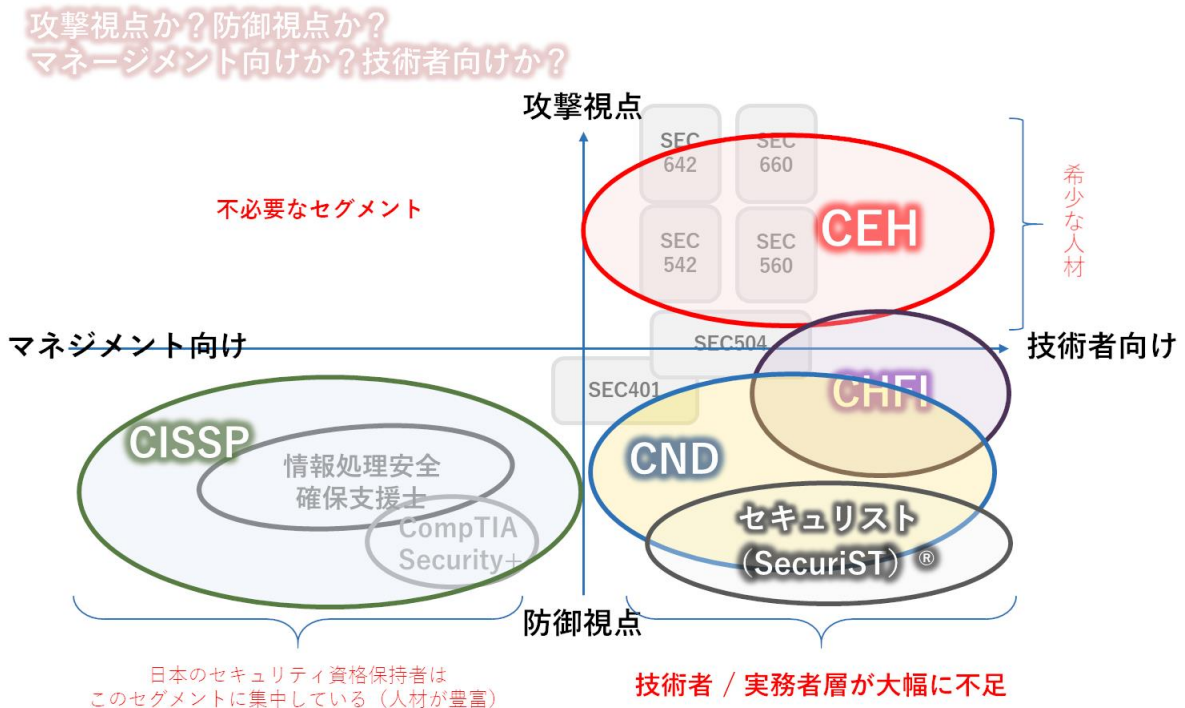 攻撃視点か？防御視点か？
マネージメント向けか？技術者向けか？
攻撃視点
SEC
642
SEC
660
不必要なセグメント
CEH
SEC
542
SEC
560
希少な人材
マネジメント向け
SEC504
技術者向け
SEC401
CHFI
CISSP
CND
情報処理安全
確保支援士
CompTIA
Security+
セキュリスト
（SecuriST）®
防御視点
日本のセキュリティ資格保持者は
このセグメントに集中している（人材が豊富）
技術者 / 実務者層が大幅に不足